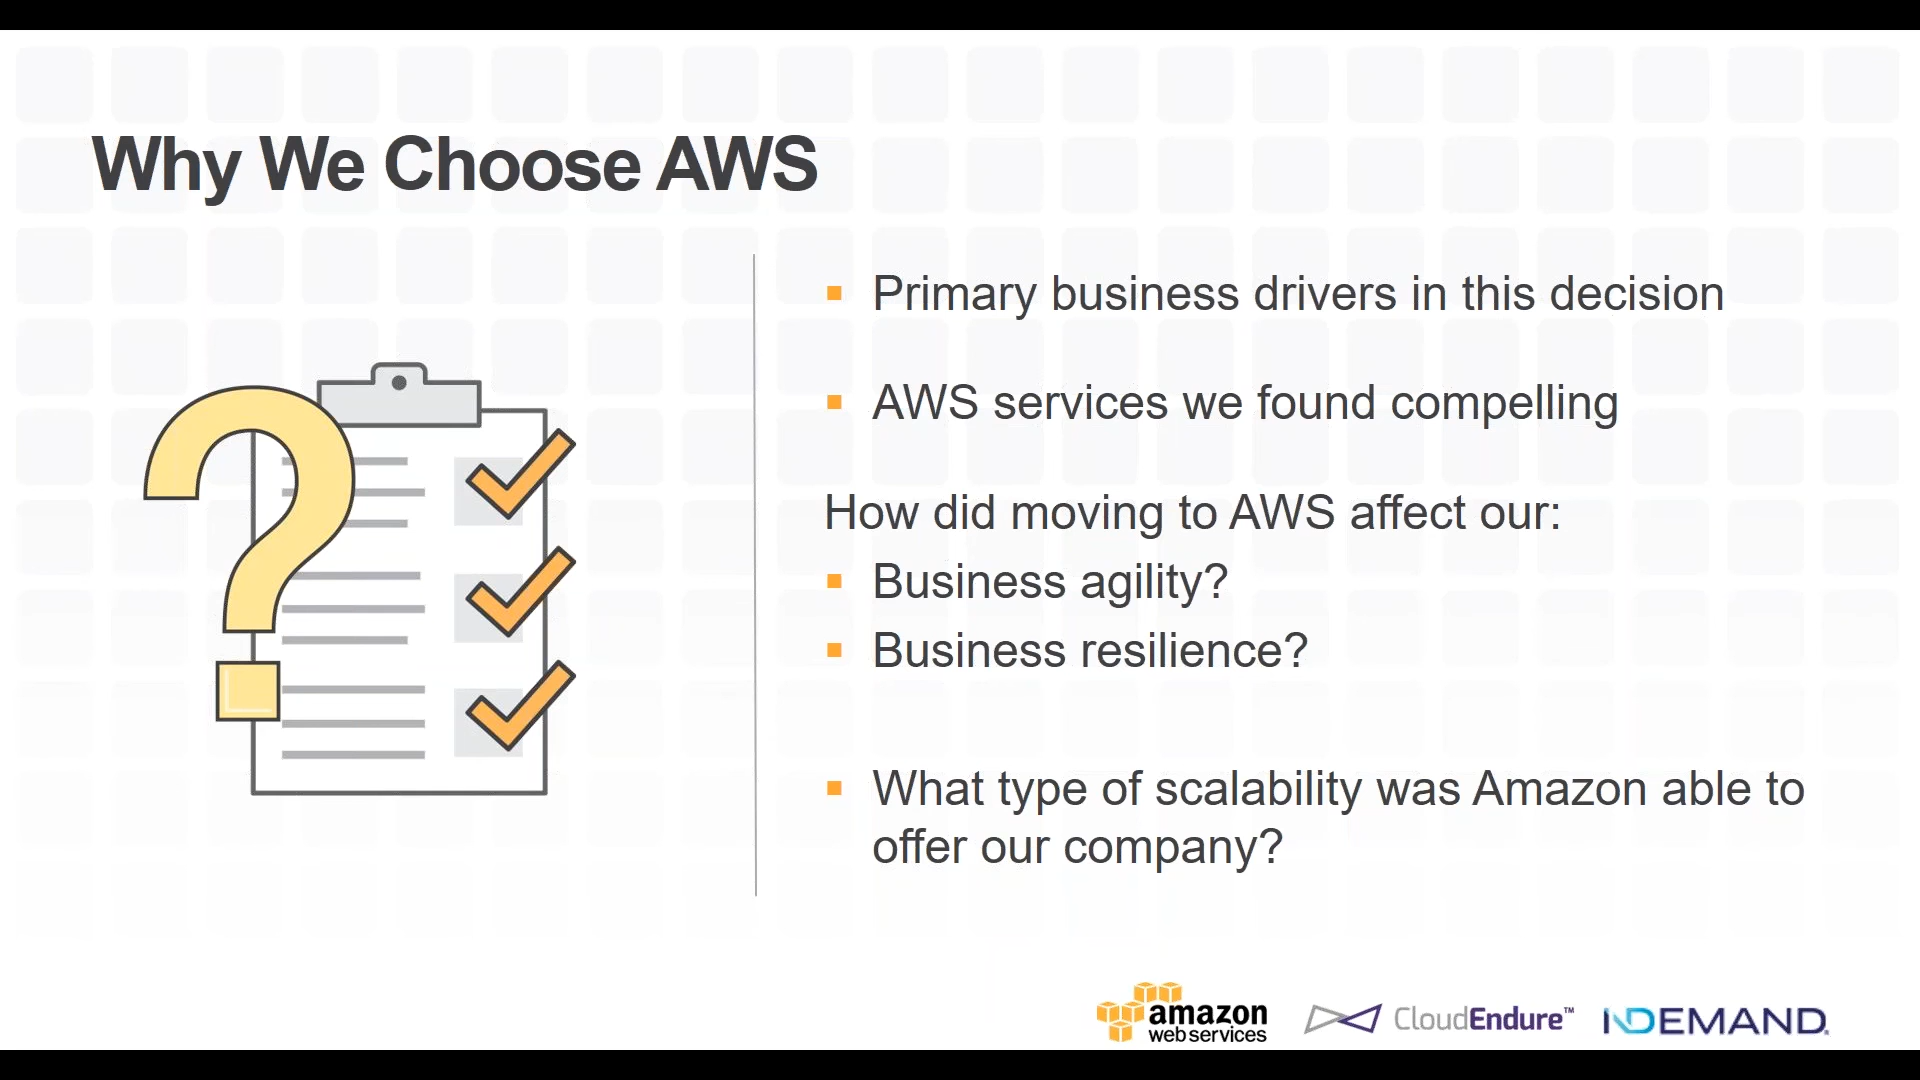 Why We Choose AWS
Primary business drivers in this decision
AWS services we found compelling
How did moving to AWS affect our:
Business agility?
Business resilience?
What type of scalability was Amazon able to
offer our company?
amazon
web services
CloudEndure™
INDEMAND®